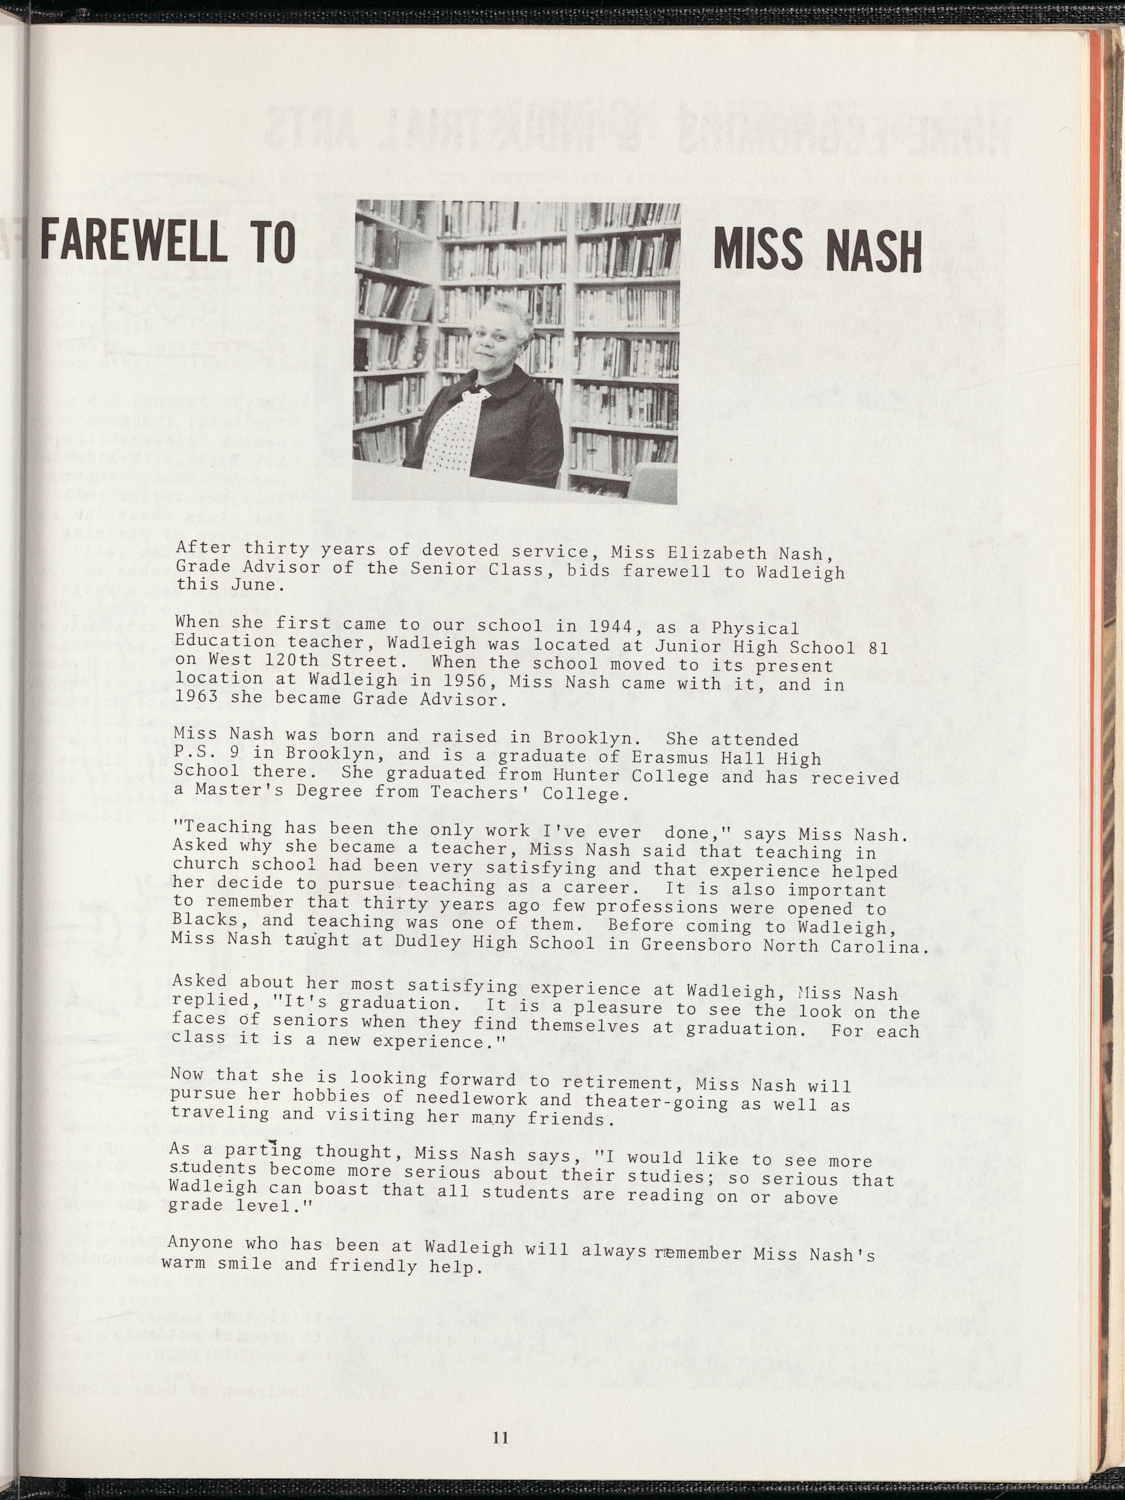 FAREWELL TO MISS NASH
After thirty years of devoted service, Miss Elizabeth Nash,
Grade Advisor of the Senior Class, bids farewell to Wadleigh
this June.
When she first came to our school in 1944, as a Physical
Education teacher, Wadleigh was located at Junior High School 81
on West 120th Street. When the school moved to its present
location at Wadleigh in 1956, Miss Nash came with it, and in
1963 she became Grade Advisor.
Miss Nash was born and raised in Brooklyn. She attended
P.S. 9 in Brooklyn, and is a graduate of Erasmus Hall High
School there. She graduated from Hunter College and has received
a Master's Degree from Teachers' College.
"Teaching has been the only work I've ever done," says Miss Nash.
Asked why she became a teacher, Miss Nash said that teaching in
church school had been very satisfying and that experience helped
her decide to pursue teaching as a career. It is also important
to remember that thirty years ago few professions were opened to
Blacks, and teaching was one of them. Before coming to Wadleigh,
Miss Nash taught at Dudley High School in Greensboro North Carolina.
Asked about her most satisfying experience at Wadleigh, Miss Nash
replied, "It's graduation. It is a pleasure to see the look on the
faces of seniors when they find themselves at graduation. For each
class it is a new experience."
Now that she is looking forward to retirement, Miss Nash will
pursue her hobbies of needlework and theater-going as well as
traveling and visiting her many friends.
As a parting thought, Miss Nash says, "I would like to see more
students become more serious about their studies; so serious that
Wadleigh can boast that all students are reading on or above
grade level."
Anyone who has been at Wadleigh will always remember Miss Nash's
warm smile and friendly help.
11